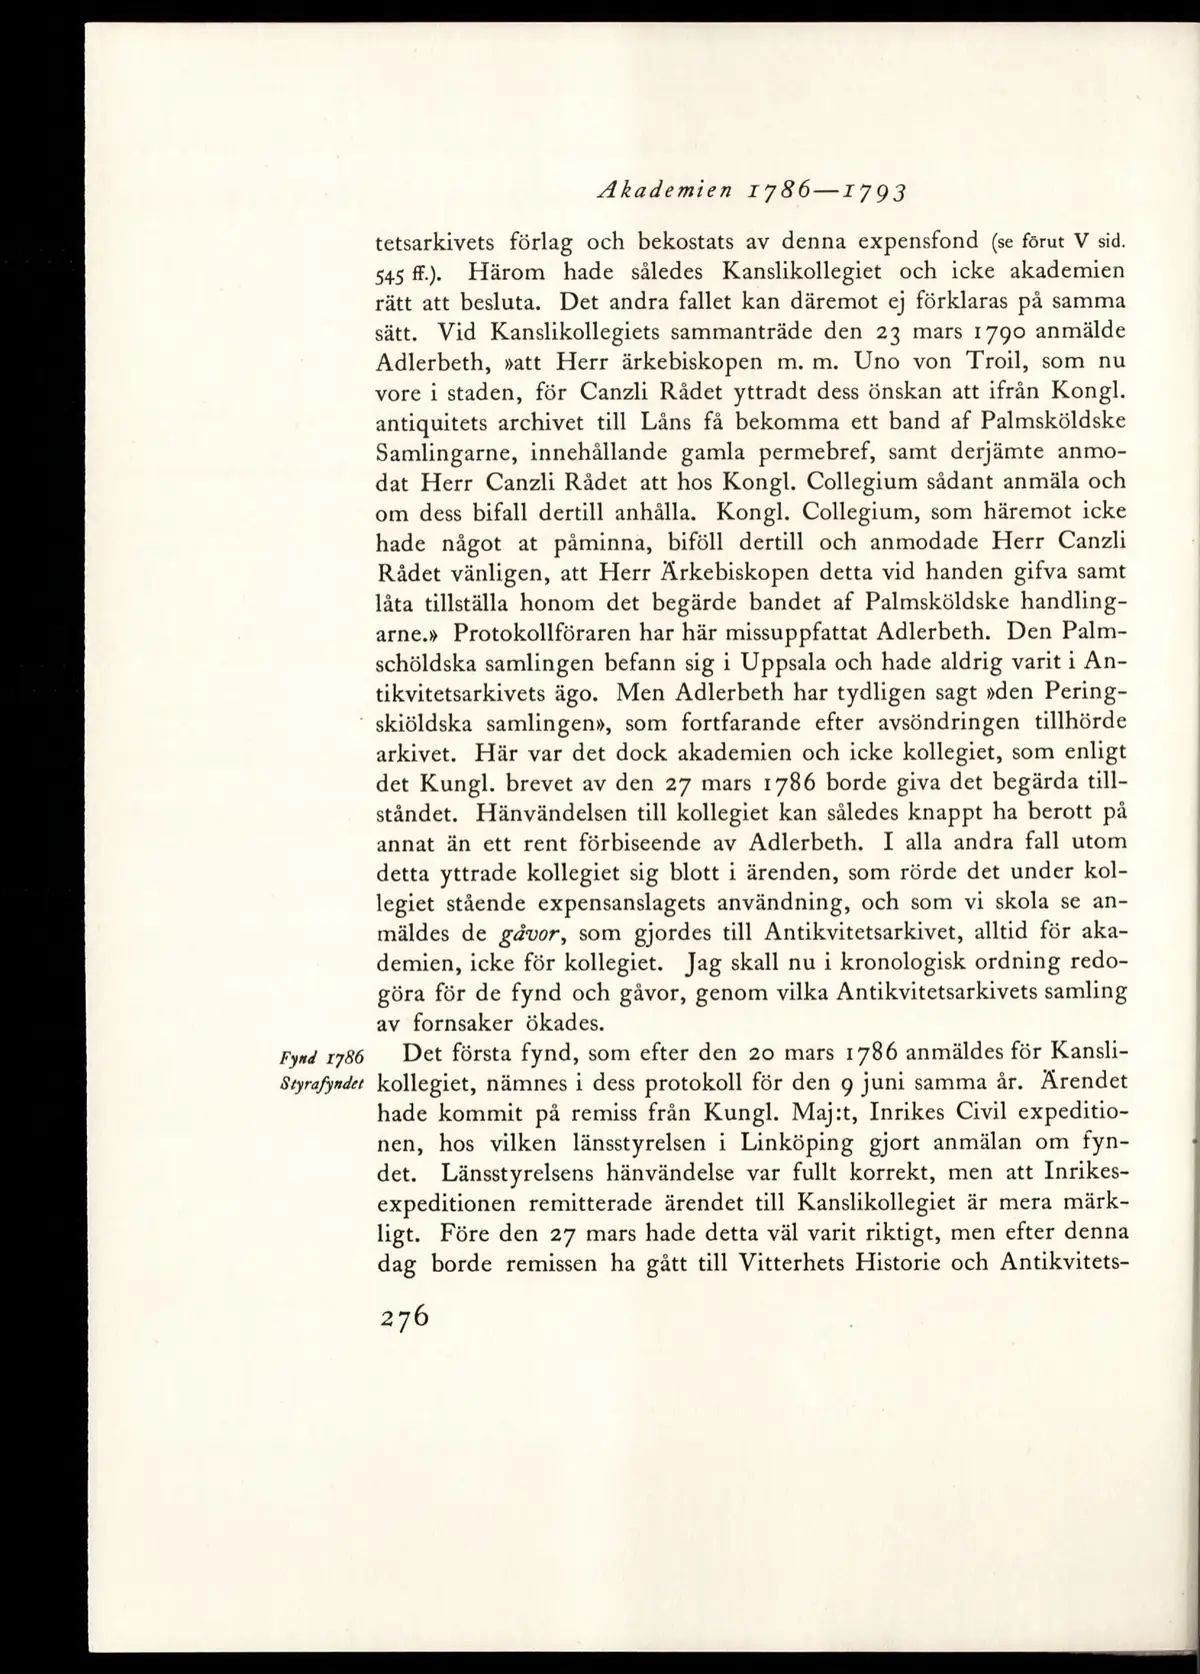 Akademien 1786—1793
tetsarkivets förlag och bekostats av denna expensfond (se förut V sid.
545 ff.). Härom hade således Kanslikollegiet och icke akademien
rätt att besluta. Det andra fallet kan däremot ej förklaras på samma
sätt. Vid Kanslikollegiets sammanträde den 23 mars 1790 anmälde
Adlerbeth, »att Herr ärkebiskopen m. m. Uno von Troil, som nu
vore i staden, för Canzli Rådet yttradt dess önskan att ifrån Kongl.
antiquitets archivet till Låns få bekomma ett band af Palmsköldske
Samlingarne, innehållande gamla permebref, samt derjämte anmo-
dat Herr Canzli Rådet att hos Kongl. Collegium sådant anmäla och
om dess bifall dertill anhålla. Kongl. Collegium, som häremot icke
hade något at påminna, biföll dertill och anmodade Herr Canzli
Rådet vänligen, att Herr Ärkebiskopen detta vid handen gifva samt
låta tillställa honom det begärde bandet af Palmsköldske handling-
arne.» Protokollföraren har här missuppfattat Adlerbeth. Den Palm-
schöldska samlingen befann sig i Uppsala och hade aldrig varit i An-
tikvitetsarkivets ägo. Men Adlerbeth har tydligen sagt »den Pering-
skiöldska samlingen», som fortfarande efter avsöndringen tillhörde
arkivet. Här var det dock akademien och icke kollegiet, som enligt
det Kungl. brevet av den 27 mars 1786 borde giva det begärda till-
ståndet. Hänvändelsen till kollegiet kan således knappt ha berott på
annat än ett rent förbiseende av Adlerbeth. I alla andra fall utom
detta yttrade kollegiet sig blott i ärenden, som rörde det under kol-
legiet stående expensanslagets användning, och som vi skola se an-
mäldes de gåvor, som gjordes till Antikvitetsarkivet, alltid för aka-
demien, icke för kollegiet. Jag skall nu i kronologisk ordning redo-
göra för de fynd och gåvor, genom vilka Antikvitetsarkivets samling
av fornsaker ökades.
Fynd 1786 Det första fynd, som efter den 20 mars 1786 anmäldes för Kansli-
Styrafyndet kollegiet, nämnes i dess protokoll för den 9 juni samma år. Ärendet
hade kommit på remiss från Kungl. Maj:t, Inrikes Civil expeditio-
nen, hos vilken länsstyrelsen i Linköping gjort anmälan om fyn-
det. Länsstyrelsens hänvändelse var fullt korrekt, men att Inrikes-
expeditionen remitterade ärendet till Kanslikollegiet är mera märk-
ligt. Före den 27 mars hade detta väl varit riktigt, men efter denna
dag borde remissen ha gått till Vitterhets Historie och Antikvitets-
276